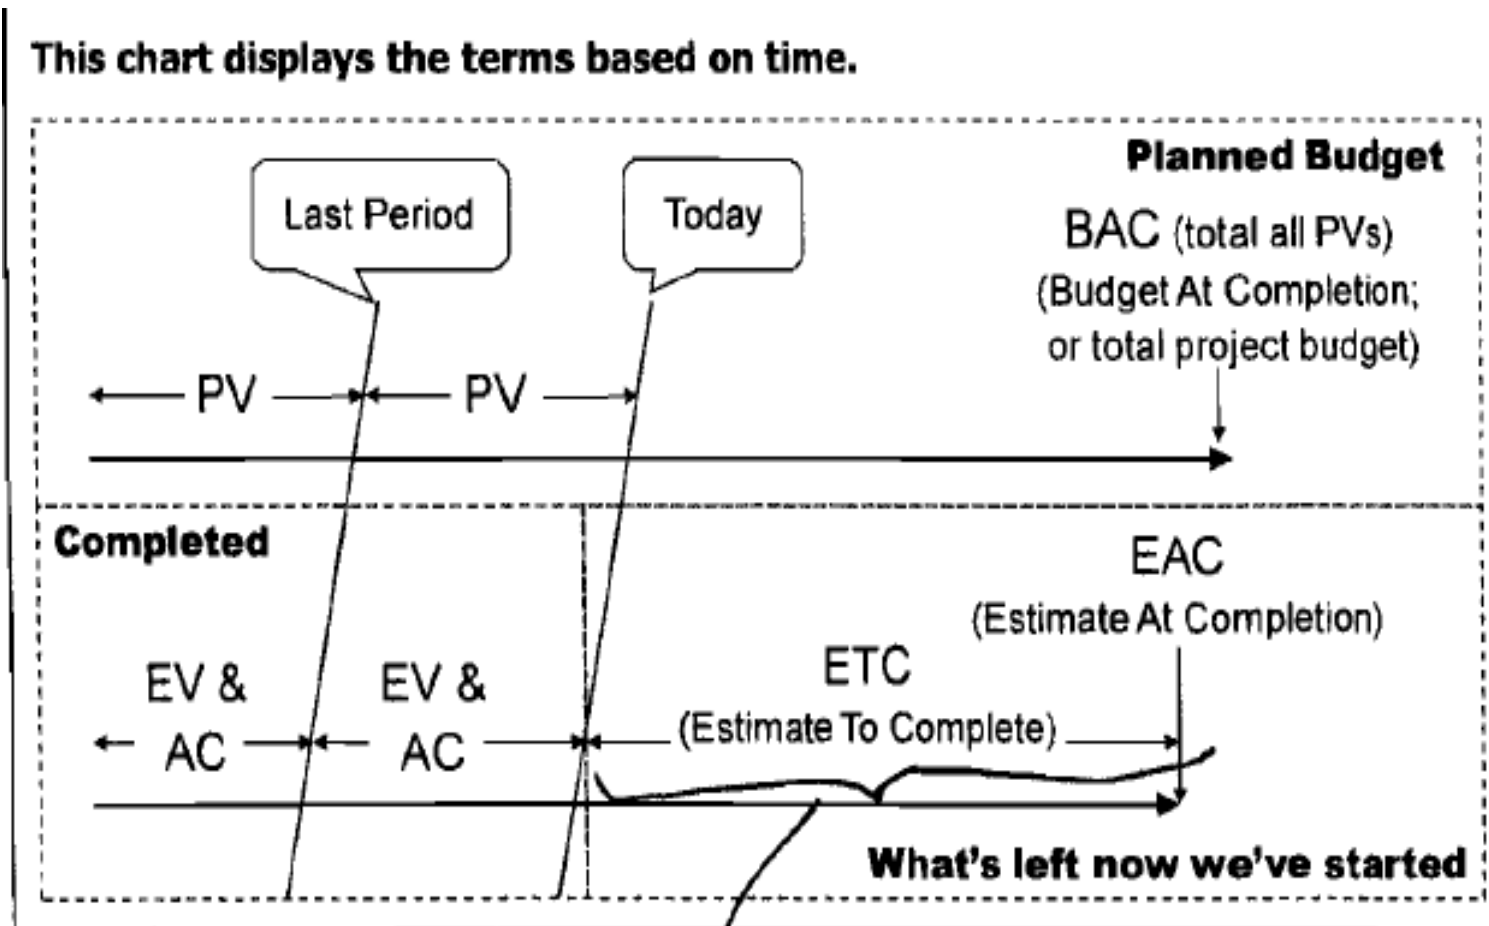 This chart displays the terms based on time.
Planned Budget
Last Period
Today
BAC (total all PVs)
(Budget At Completion;
or total project budget)
PV
PV
Completed
EAC
(Estimate At Completion)
EV &
AC
EV &
AC
ETC
(Estimate To Complete)
What's left now we've started